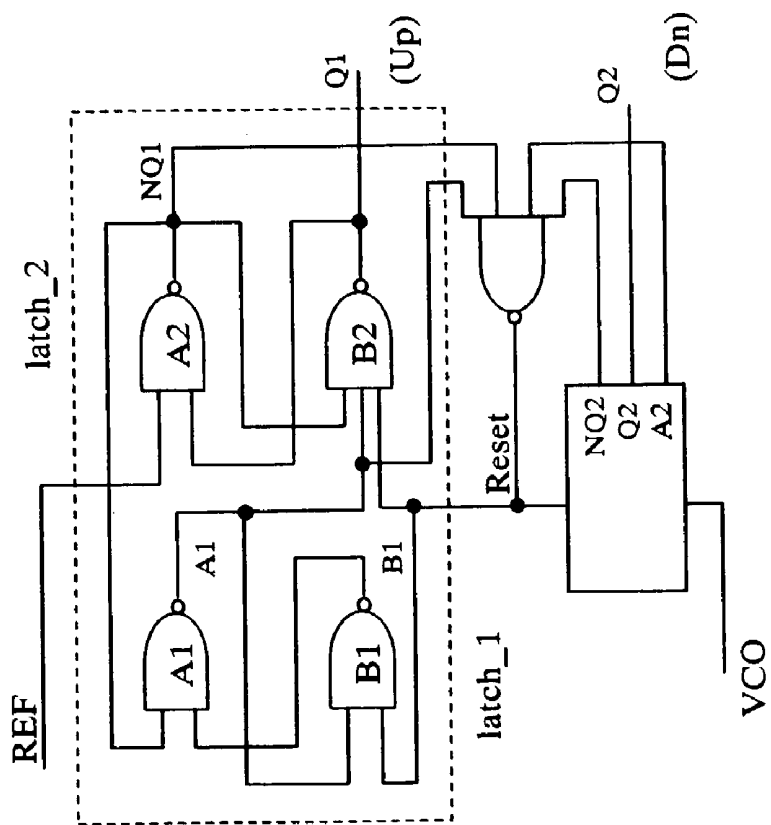 latch_2
REF
NQ1
A1
A2
A1
Q1
(Up)
B1
B1
B2
latch_1
Reset
NQ2
Q2
A2
Q2
(Dn)
VCO